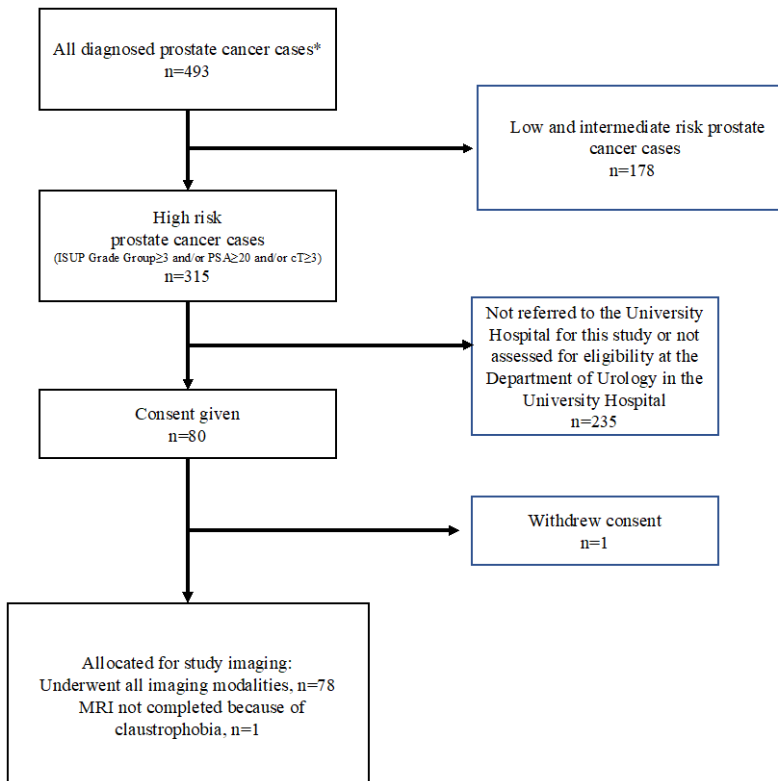 All diagnosed prostate cancer cases*
n=493
Low and intermediate risk prostate
cancer cases
n=178
High risk
prostate cancer cases
(ISUP Grade Group≥3 and/or PSA≥20 and/or cT≥3)
n=315
Not referred to the University
Hospital for this study or not
assessed for eligibility at the
Department of Urology in the
University Hospital
n=235
Consent given
n=80
Withdrew consent
n=1
Allocated for study imaging:
Underwent all imaging modalities, n=78
MRI not completed because of
claustrophobia, n=1